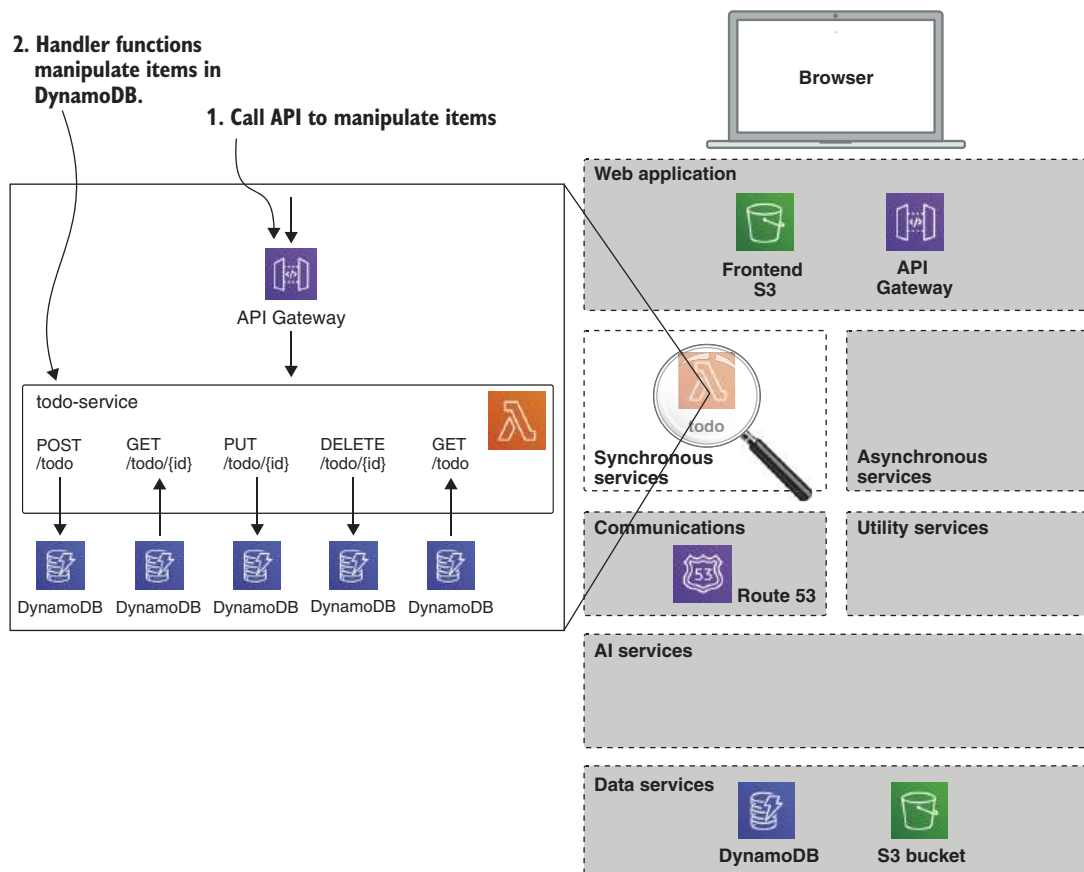 2. Handler functions
manipulate items in
DynamoDB.
1. Call API to manipulate items
API Gateway
todo-service
POST
/todo
GET
/todo/{id}
PUT
/todo/{id}
DELETE
/todo/{id}
GET
/todo
DynamoDB
DynamoDB
DynamoDB
DynamoDB
DynamoDB
Browser
Web application
</>
Frontend
S3
</>
API
Gateway
todo
Synchronous
services
Asynchronous
services
Communications
53
Route 53
Utility services
AI services
Data services
DynamoDB
S3 bucket